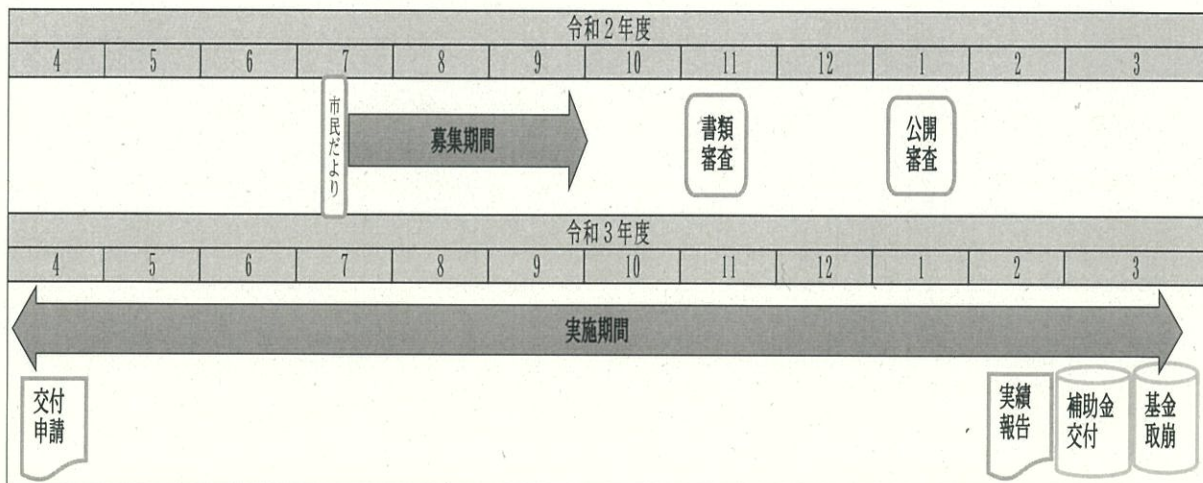 令和2年度
4 5 6 7 8 9 10 11 12 1 2 3
市民だより
募集期間
書類
審査
公開
審査
令和3年度
4 5 6 7 8 9 10 11 12 1 2 3
実施期間
交付
申請
実績
報告
補助金
交付
基金
取崩